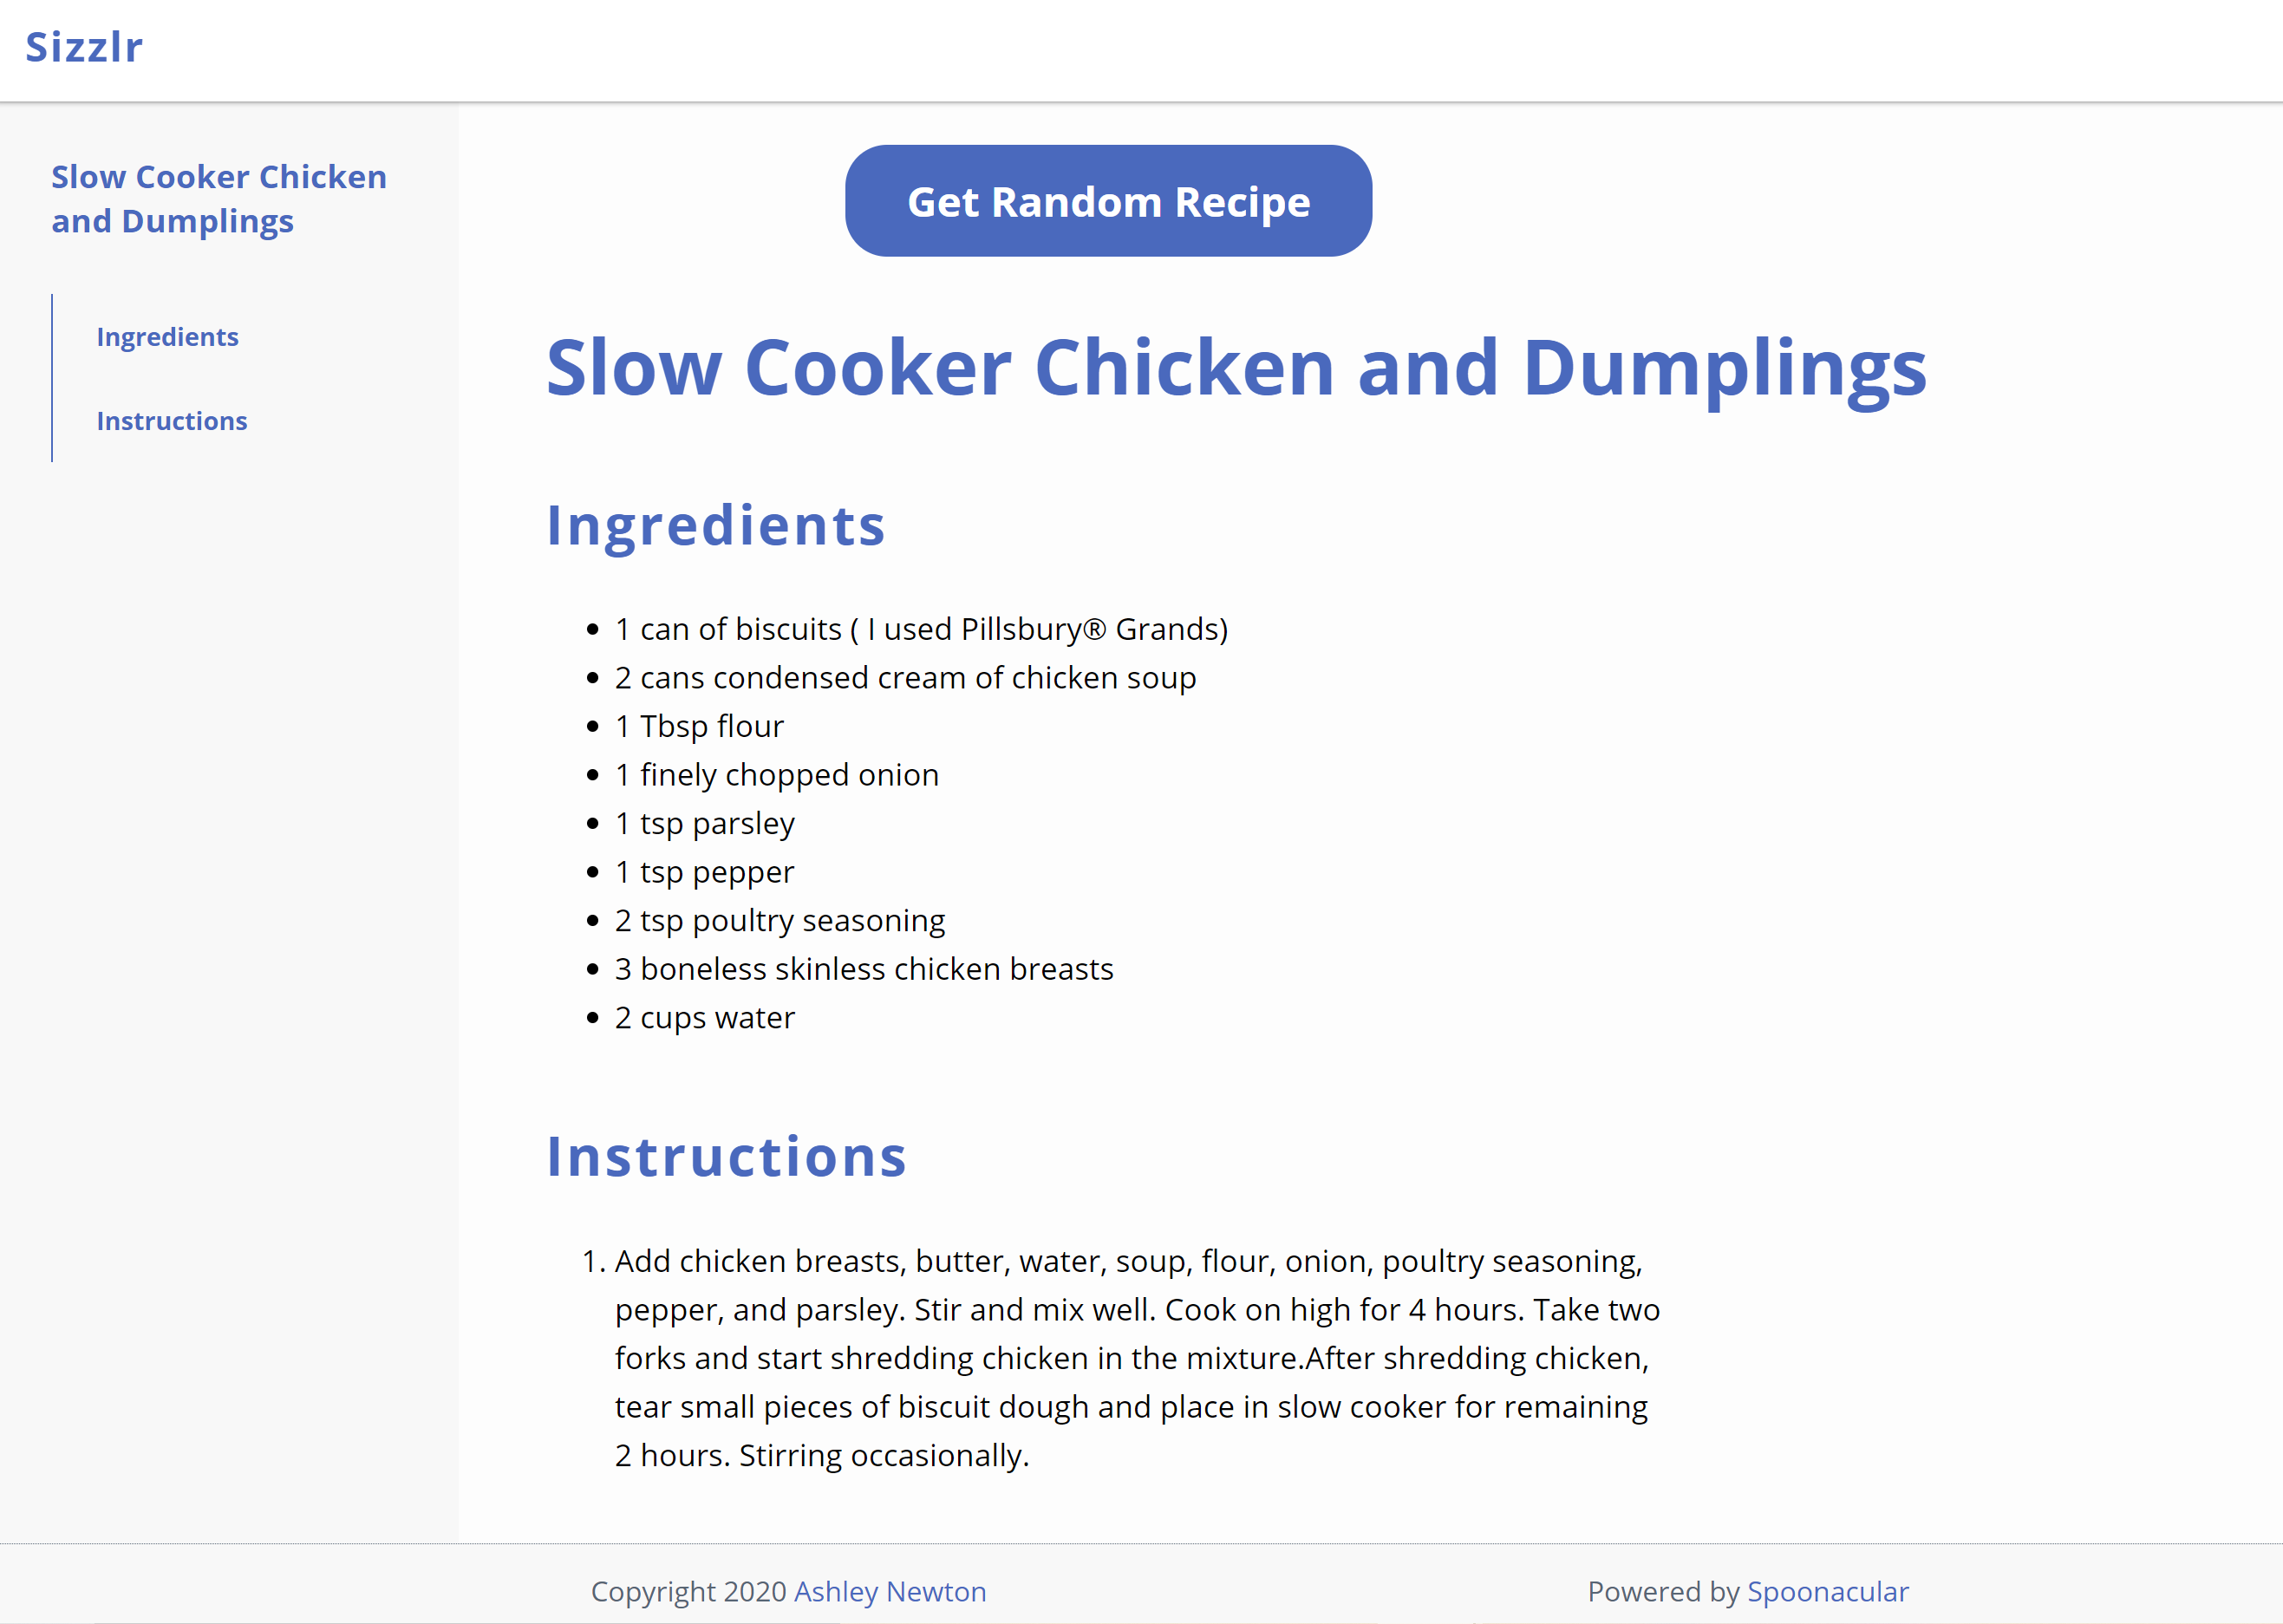 Sizzlr
Slow Cooker Chicken
and Dumplings
Ingredients
Instructions
Get Random Recipe
Slow Cooker Chicken and Dumplings
Ingredients
• 1 can of biscuits ( I used Pillsbury® Grands)
• 2 cans condensed cream of chicken soup
• 1 Tbsp flour
• 1 finely chopped onion
• 1 tsp parsley
• 1 tsp pepper
• 2 tsp poultry seasoning
• 3 boneless skinless chicken breasts
• 2 cups water
Instructions
1. Add chicken breasts, butter, water, soup, flour, onion, poultry seasoning,
pepper, and parsley. Stir and mix well. Cook on high for 4 hours. Take two
forks and start shredding chicken in the mixture.After shredding chicken,
tear small pieces of biscuit dough and place in slow cooker for remaining
2 hours. Stirring occasionally.
Copyright 2020 Ashley Newton
Powered by Spoonacular